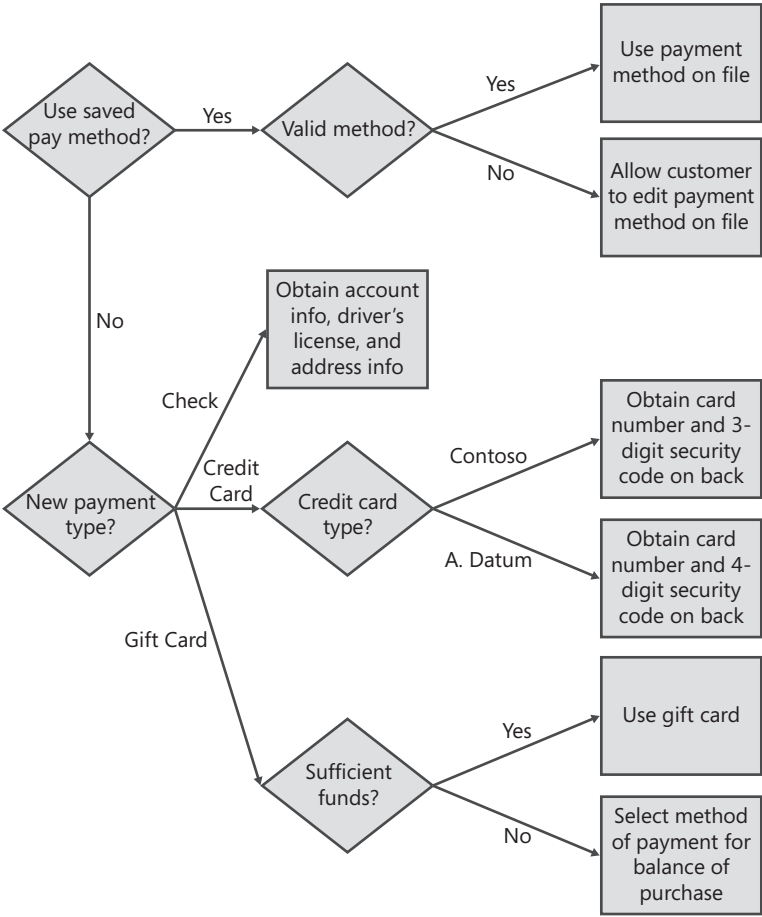 Use saved
pay method?
Yes
Valid method?
Yes
Use payment
method on file
No
Allow customer
to edit payment
method on file
No
Obtain account
info, driver’s
license, and
address info
Check
New payment
type?
Credit
Card
Credit card
type?
Contoso
Obtain card
number and 3-
digit security
code on back
A. Datum
Obtain card
number and 4-
digit security
code on back
Gift Card
Sufficient
funds?
Yes
Use gift card
No
Select method
of payment for
balance of
purchase